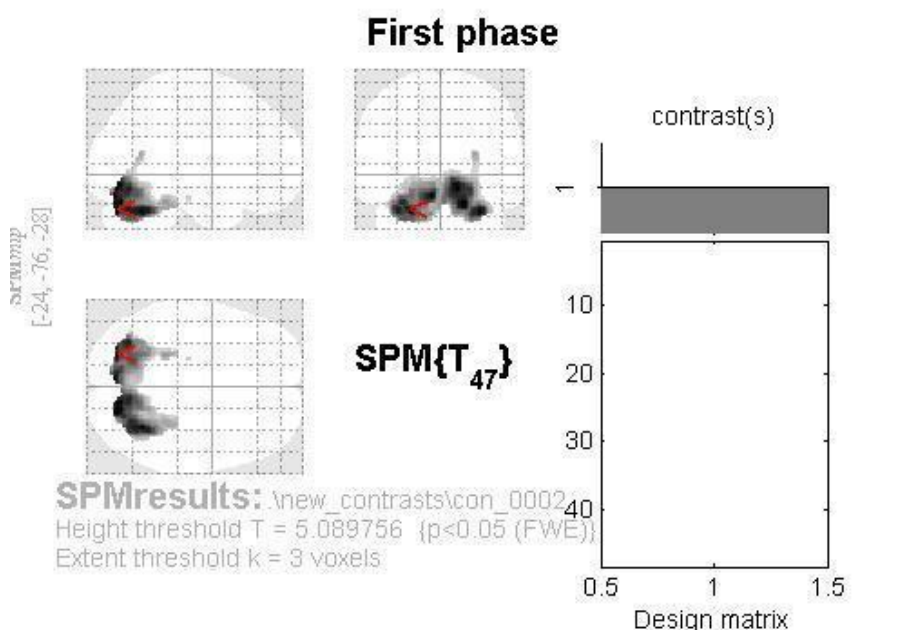 First phase
contrast(s)
1
SPMmip
[-24, -76, -28]
<
<
<
SPM{T47}
10
20
30
40
0.5 1 1.5
Design matrix
SPMresults: .\new_contrasts\con_0002
Height threshold T = 5.089756 {p<0.05 (FWE)}
Extent threshold k = 3 voxels